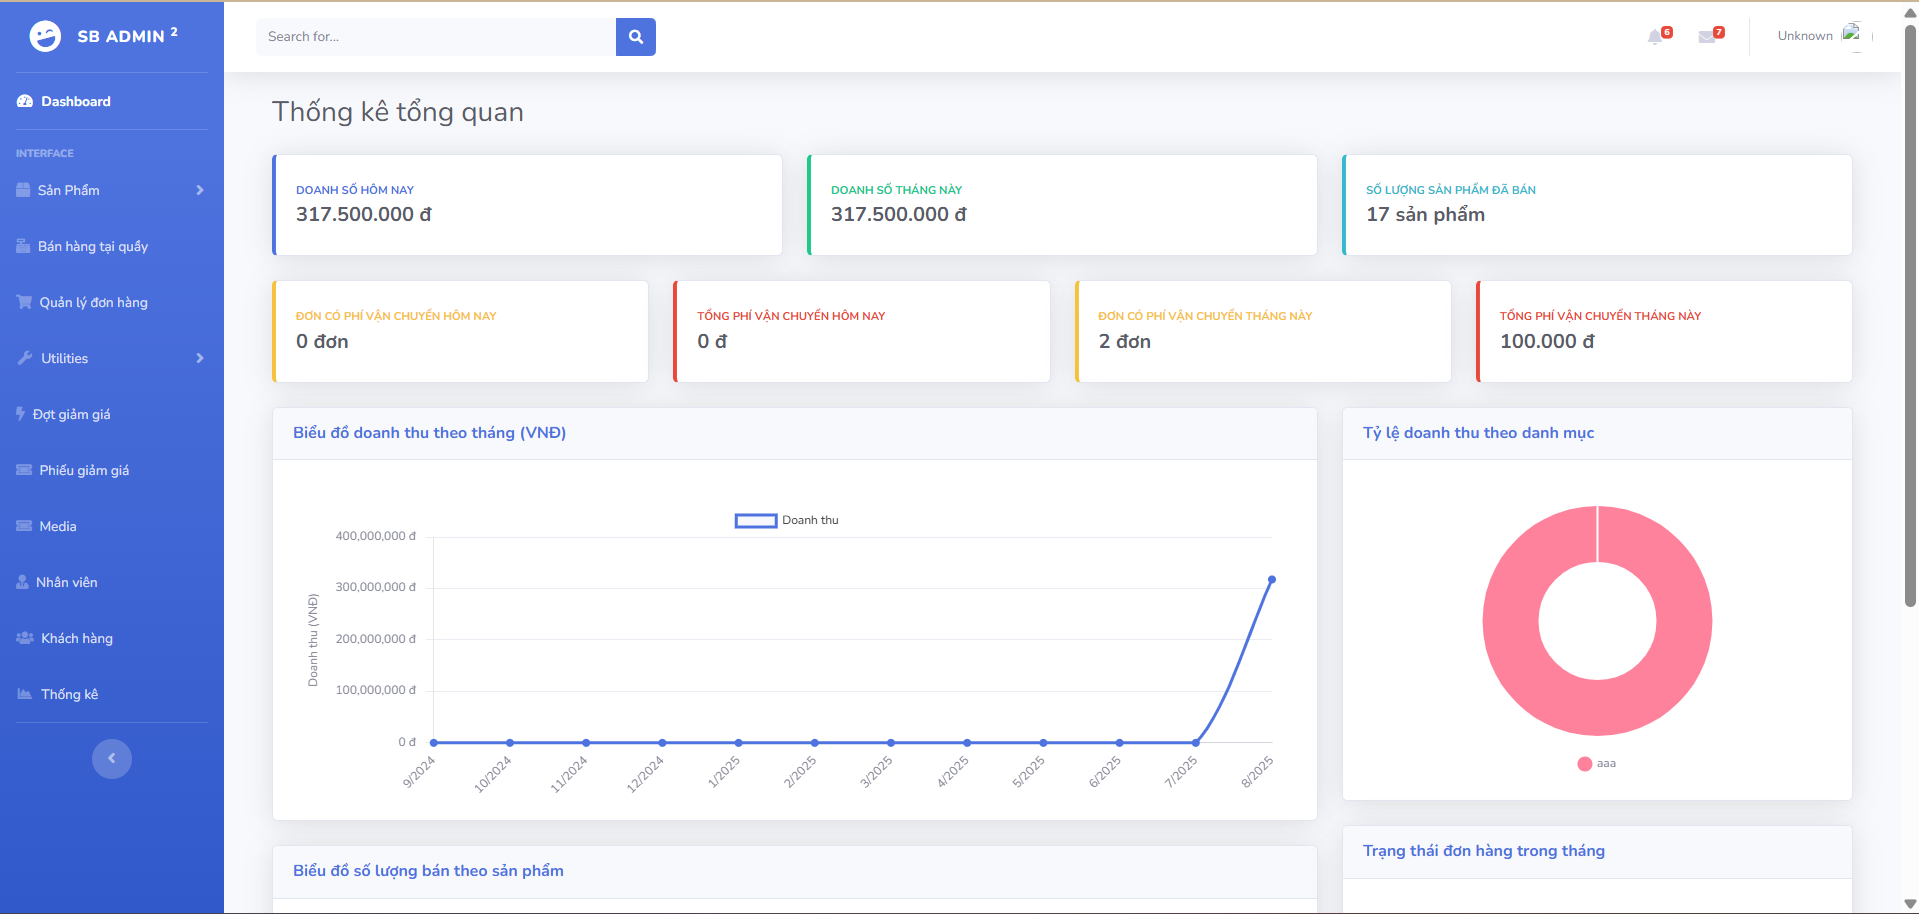 SB ADMIN 2
Search for...
6
7
Unknown
Dashboard
INTERFACE
Sản Phẩm
Bán hàng tại quầy
Quản lý đơn hàng
Utilities
Đợt giảm giá
Phiếu giảm giá
Media
Nhân viên
Khách hàng
Thống kê
Thống kê tổng quan
DOANH SỐ HÔM NAY
317.500.000 đ
DOANH SỐ THÁNG NÀY
317.500.000 đ
SỐ LƯỢNG SẢN PHẨM ĐÃ BÁN
17 sản phẩm
ĐƠN CÓ PHÍ VẬN CHUYỂN HÔM NAY
0 đơn
TỔNG PHÍ VẬN CHUYỂN HÔM NAY
0 đ
ĐƠN CÓ PHÍ VẬN CHUYỂN THÁNG NÀY
2 đơn
TỔNG PHÍ VẬN CHUYỂN THÁNG NÀY
100.000 đ
Biểu đồ doanh thu theo tháng (VNĐ)
Doanh thu
400,000,000 đ
300,000,000 đ
200,000,000 đ
100,000,000 đ
0 đ
Doanh thu (VNĐ)
9/2024
10/2024
11/2024
12/2024
1/2025
2/2025
3/2025
4/2025
5/2025
6/2025
7/2025
8/2025
Tỷ lệ doanh thu theo danh mục
aaa
Biểu đồ số lượng bán theo sản phẩm
Trạng thái đơn hàng trong tháng